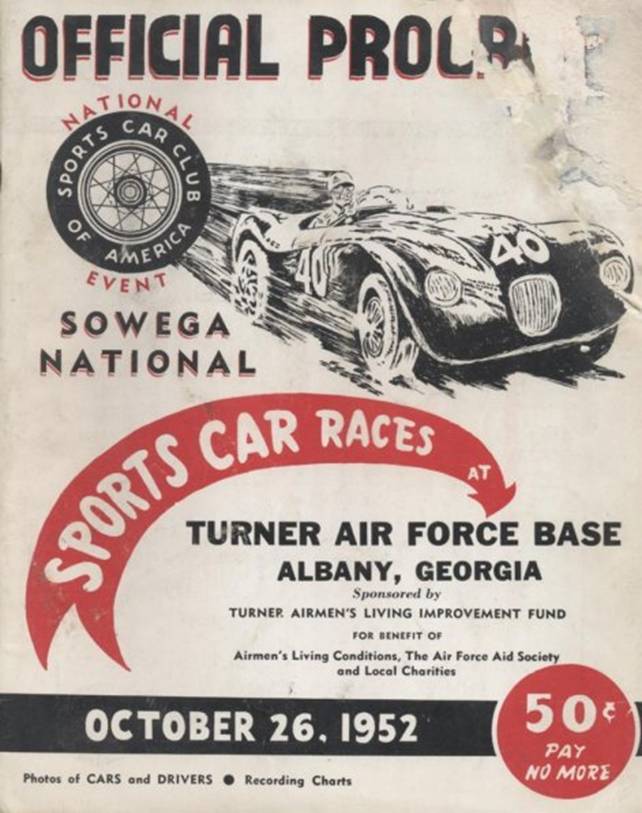 OFFICIAL
NATIONAL
SPORTS CAR CLUB
OF AMERICA
EVENT
40
40
SOWEGA
NATIONAL
SPORTS CAR RACES
AT
TURNER AIR FORCE BASE
ALBANY, GEORGIA
Sponsored by
TURNER AIRMEN'S LIVING IMPROVEMENT FUND
FOR BENEFIT OF
Airmen's Living Conditions, The Air Force Aid Society
and Local Charities
OCTOBER 26, 1952
50¢
PAY
NO MORE
Photos of CARS and DRIVERS ● Recording Charts